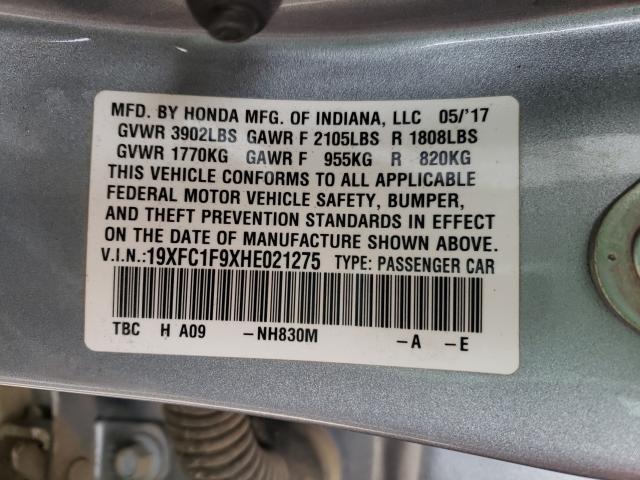 MFD. BY HONDA MFG. OF INDIANA, LLC 05/'17
GVWR 3902LBS GAWR F 2105LBS R 1808LBS
GVWR 1770KG GAWR F 955KG R 820KG
THIS VEHICLE CONFORMS TO ALL APPLICABLE
FEDERAL MOTOR VEHICLE SAFETY, BUMPER,
AND THEFT PREVENTION STANDARDS IN EFFECT
ON THE DATE OF MANUFACTURE SHOWN ABOVE.
V.I.N.:19XFC1F9XHE021275 TYPE: PASSENGER CAR
TBC H A09 -NH830M -A -E